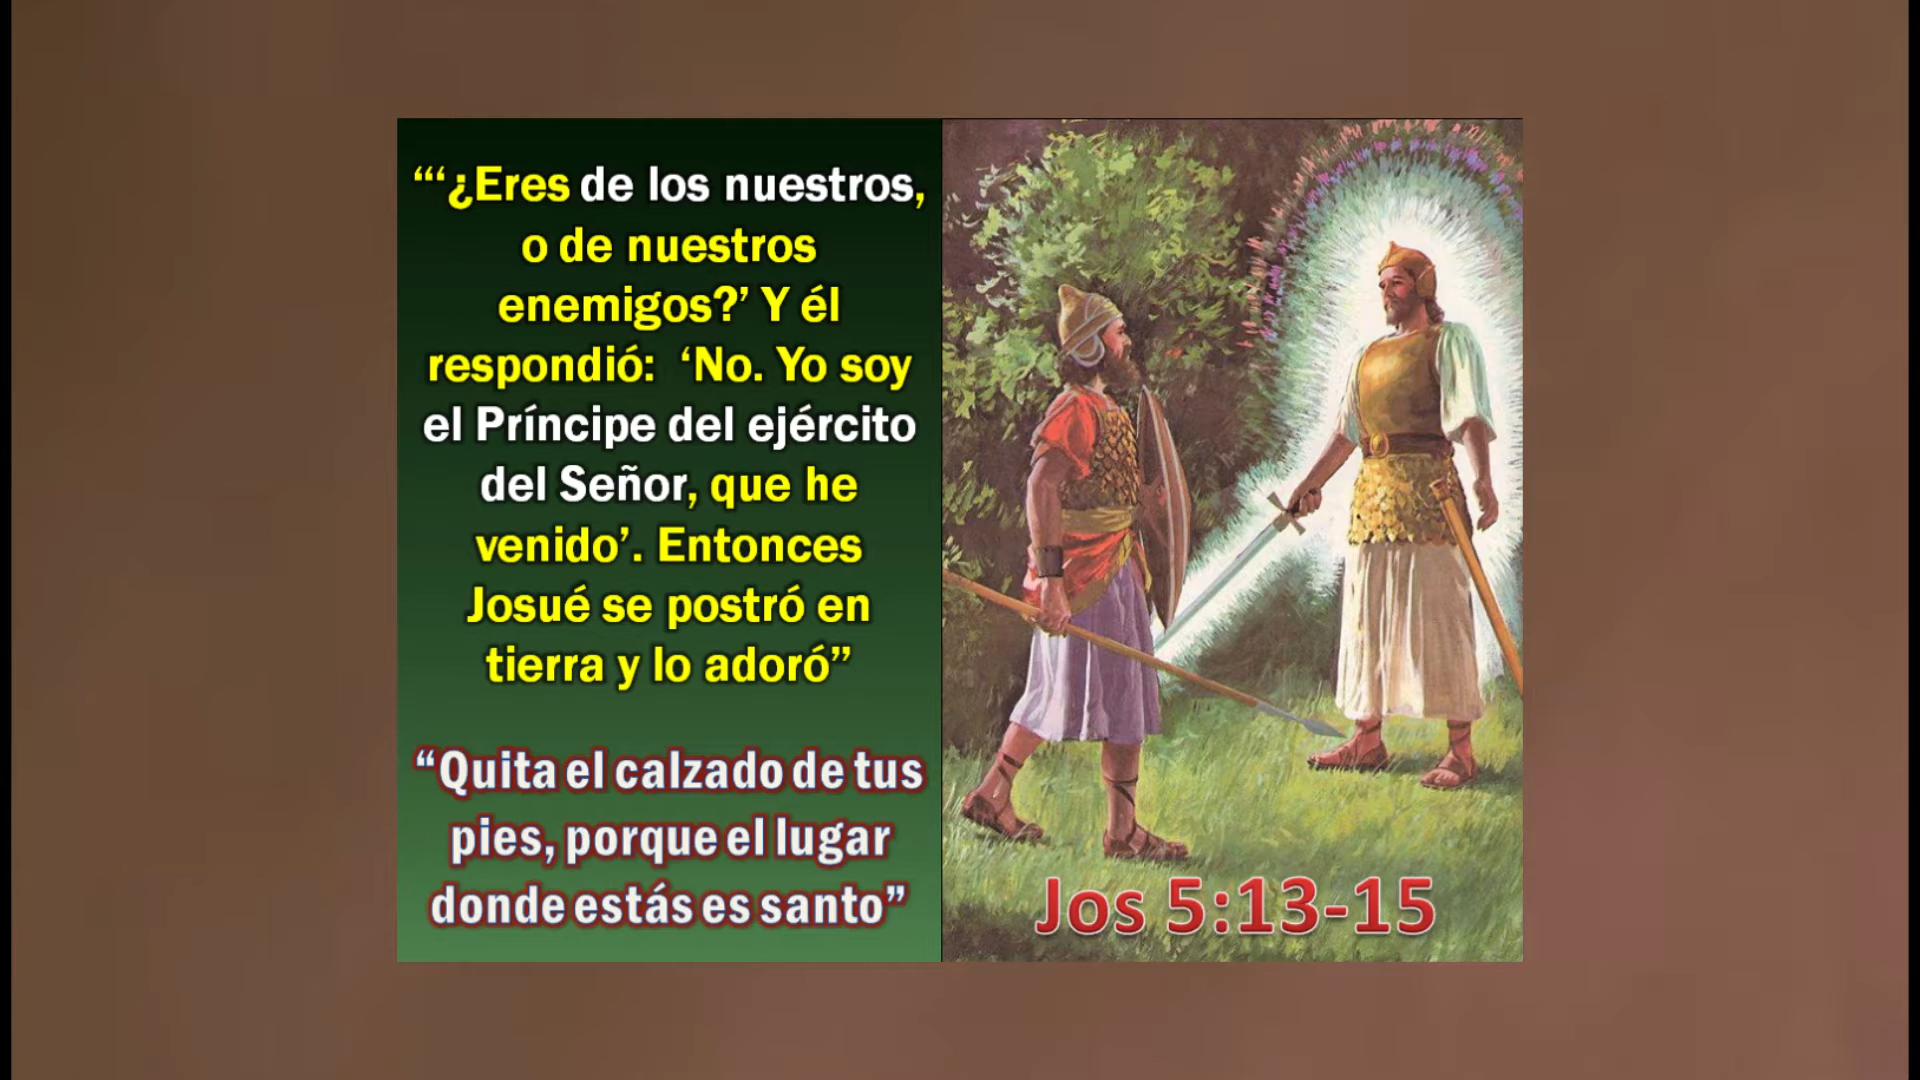 “‘¿Eres de los nuestros,
o de nuestros
enemigos?’ Y él
respondió: ‘No. Yo soy
el Príncipe del ejército
del Señor, que he
venido’. Entonces
Josué se postró en
tierra y lo adoró”
“Quita el calzado de tus
pies, porque el lugar
donde estás es santo”
Jos 5:13-15